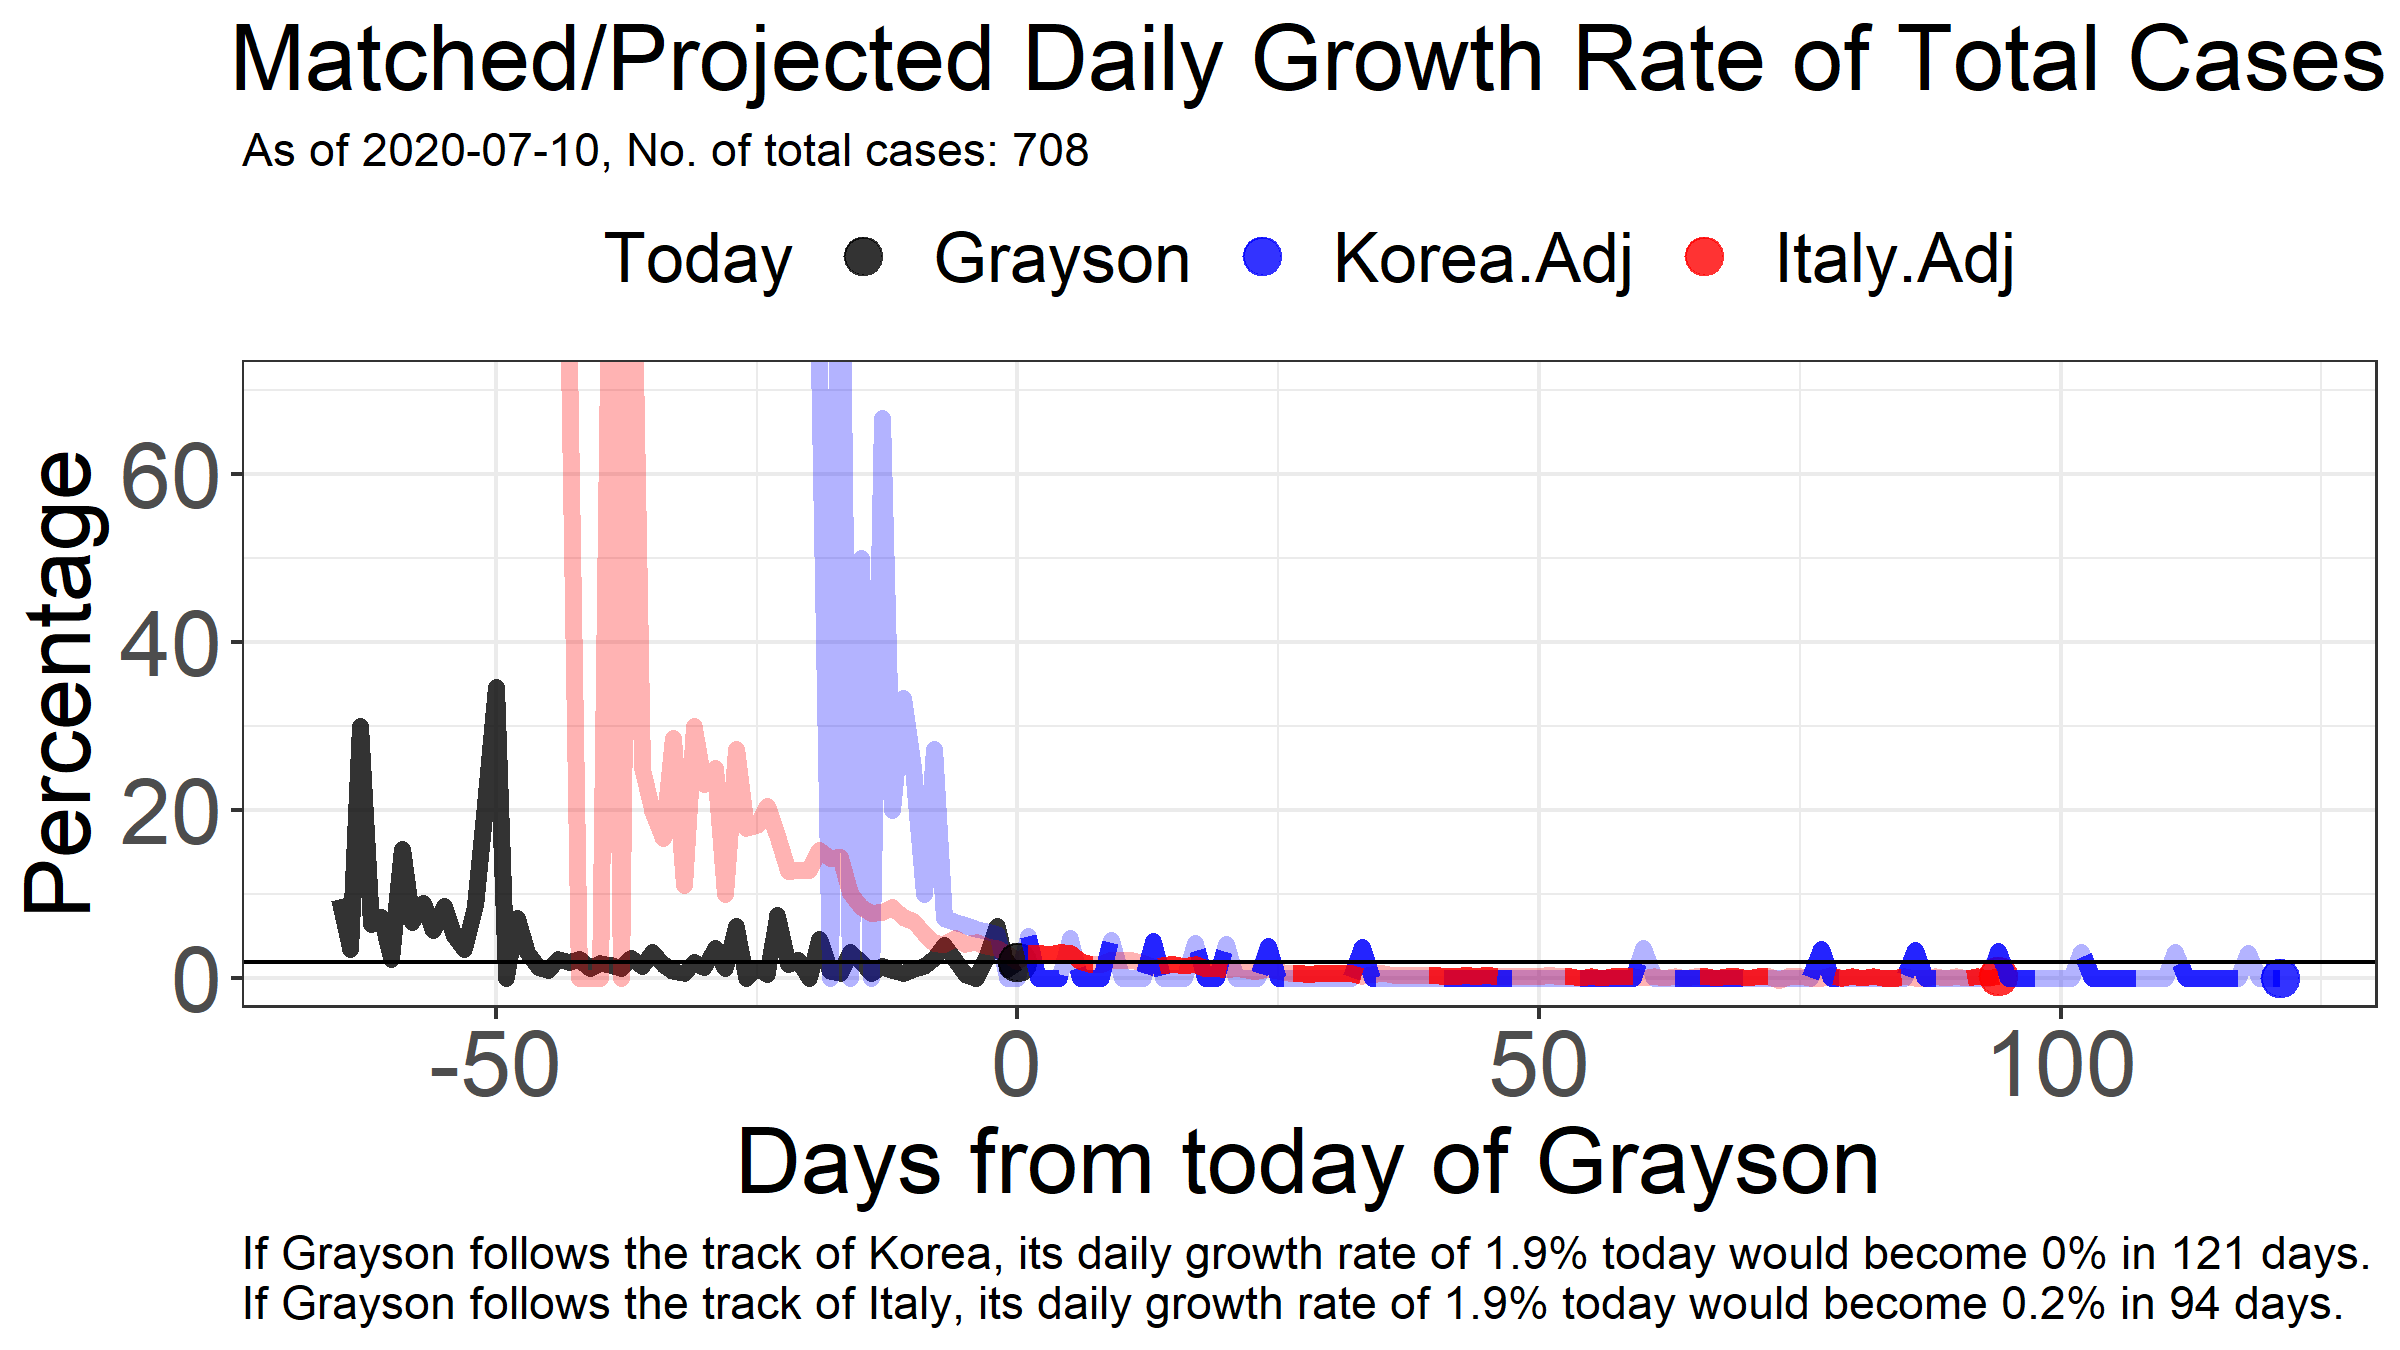 Matched/Projected Daily Growth Rate of Total Cases
As of 2020-07-10, No. of total cases: 708
Today Grayson Korea.Adj Italy.Adj
Percentage
60
40
20
0
-50 0 50 100
Days from today of Grayson
If Grayson follows the track of Korea, its daily growth rate of 1.9% today would become 0% in 121 days.
If Grayson follows the track of Italy, its daily growth rate of 1.9% today would become 0.2% in 94 days.